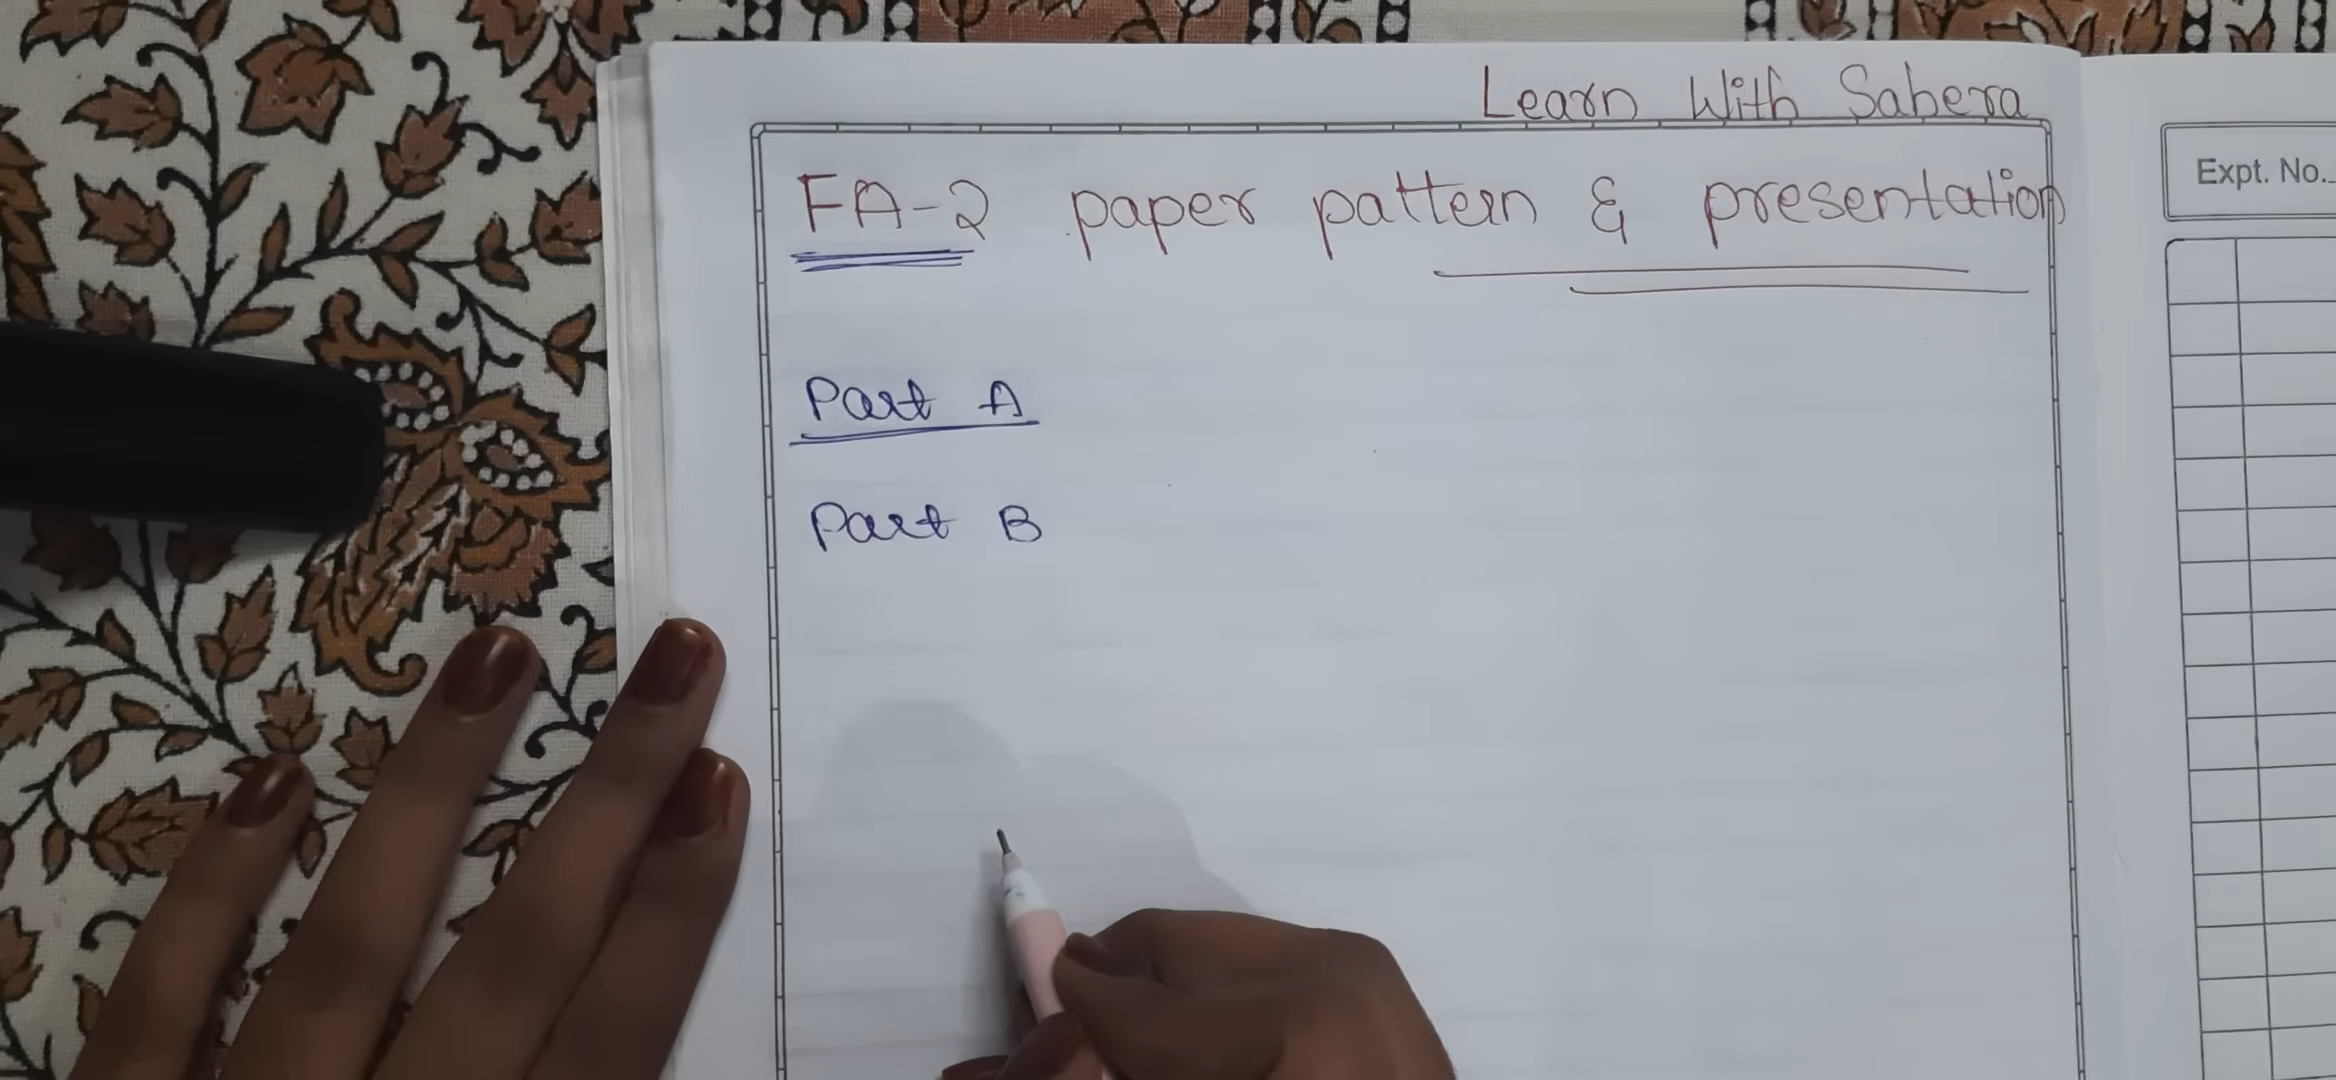 Learn With Sabera
FA-2 paper pattern & presentation
Expt. No.
Part A
Part B